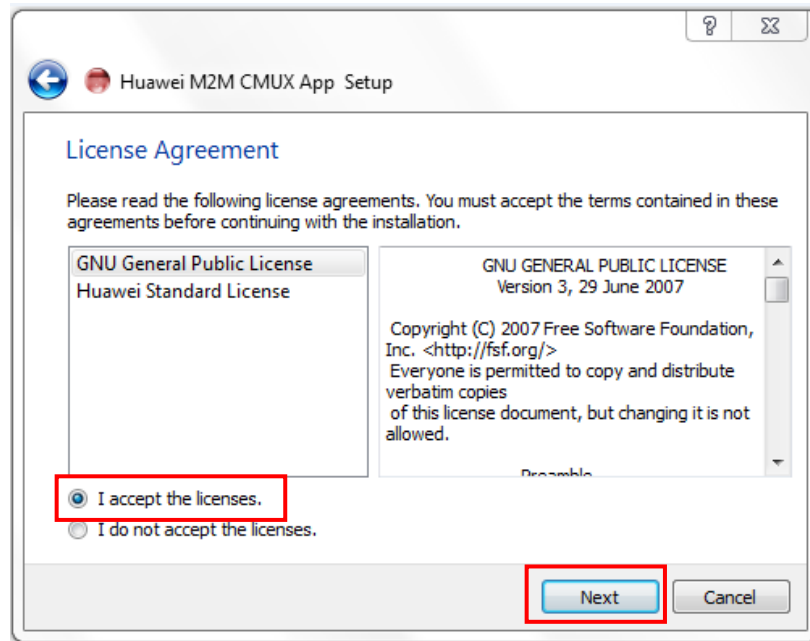 Huawei M2M CMUX App Setup
License Agreement
Please read the following license agreements. You must accept the terms contained in these
agreements before continuing with the installation.
GNU General Public License
Huawei Standard License
GNU GENERAL PUBLIC LICENSE
Version 3, 29 June 2007
Copyright (C) 2007 Free Software Foundation,
Inc. <http://fsf.org/>
Everyone is permitted to copy and distribute
verbatim copies
of this license document, but changing it is not
allowed.
Preamble
I accept the licenses.
I do not accept the licenses.
Next
Cancel